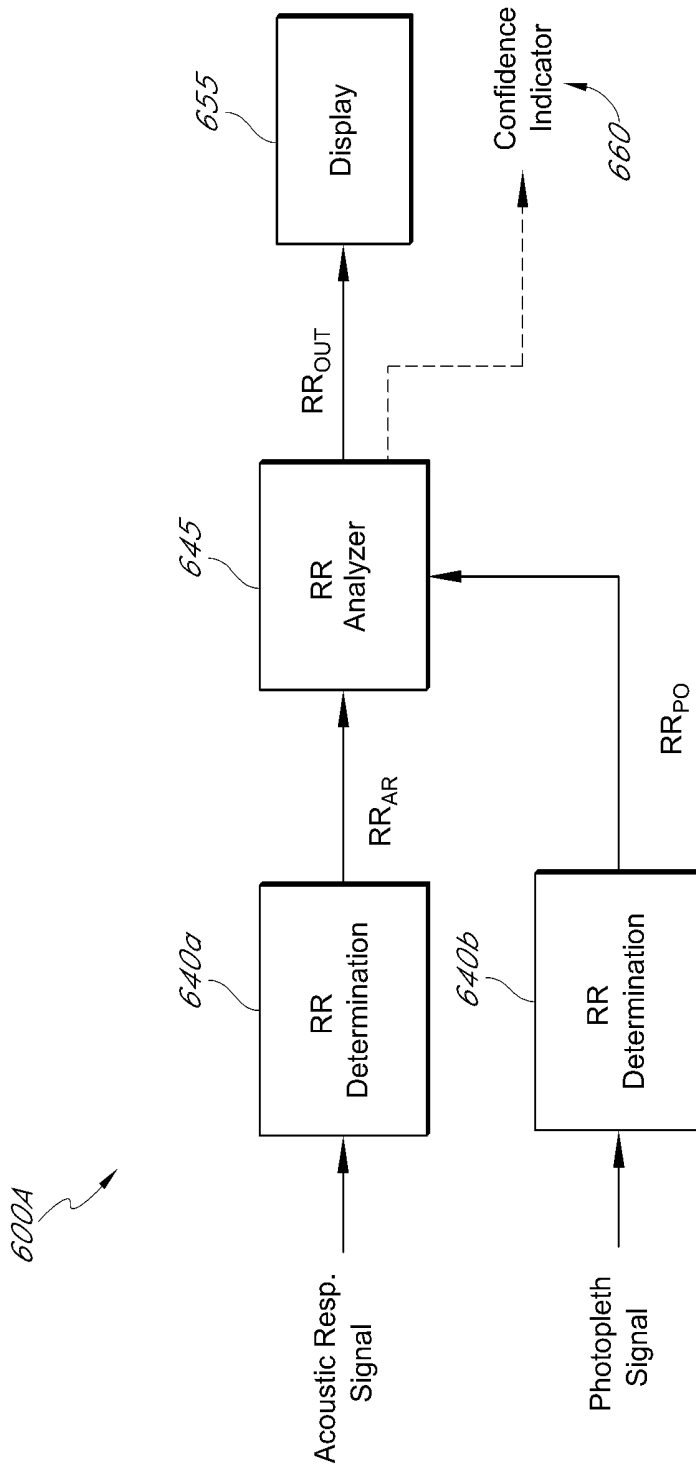 600A
Acoustic Resp.
Signal
640a
RR
Determination
RR_AR
645
RR
Analyzer
RR_OUT
655
Display
Confidence
Indicator
660
Photopleth
Signal
640b
RR
Determination
RR_PO